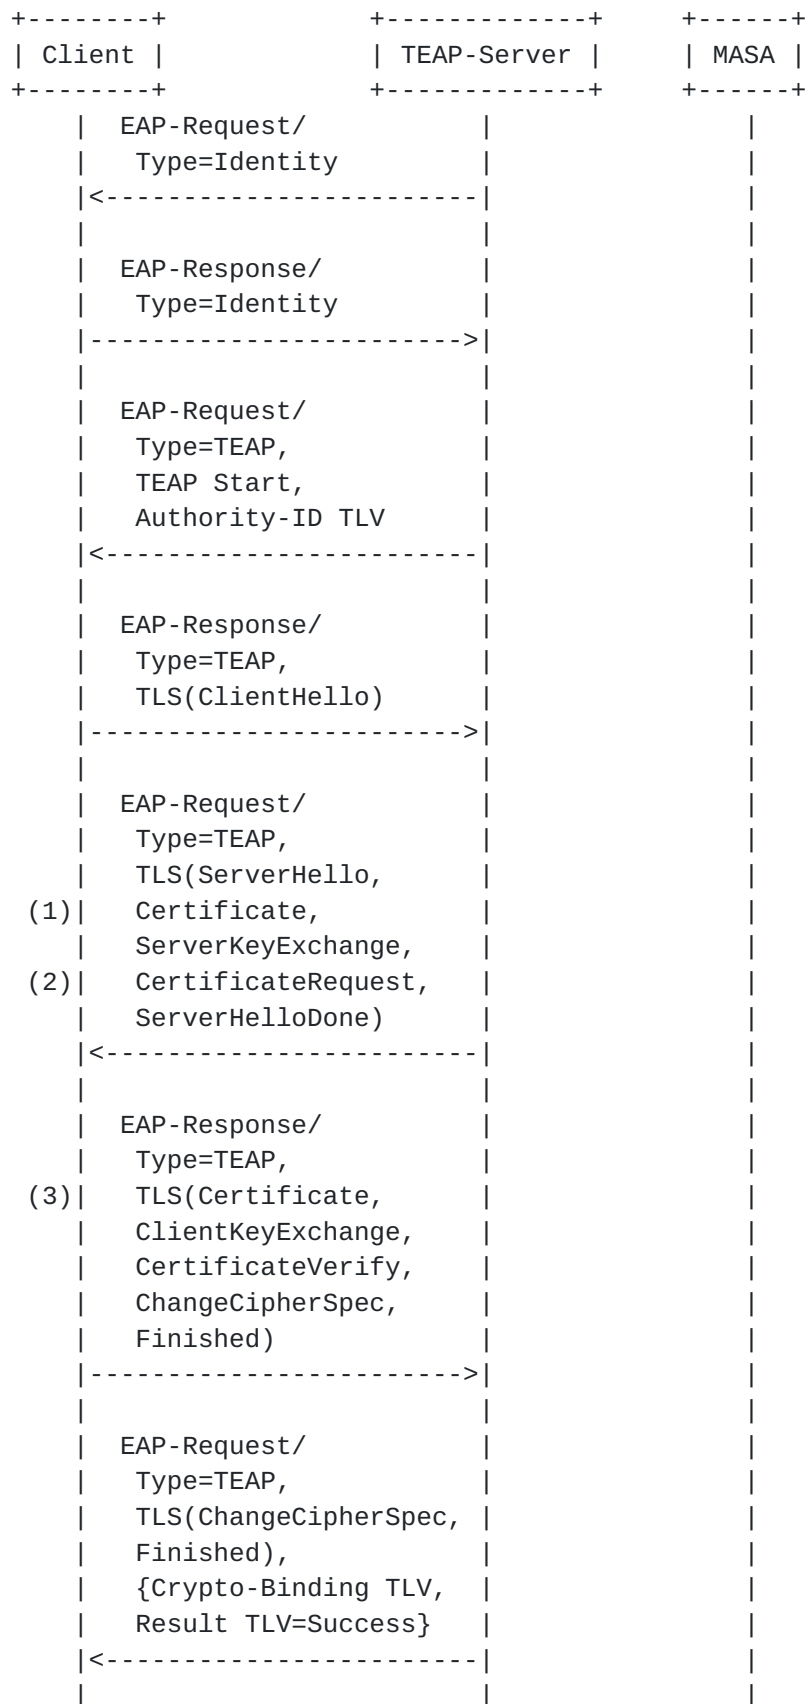 +--------+             +-------------+     +------+
| Client |             | TEAP-Server |     | MASA |
+--------+             +-------------+     +------+
    |  EAP-Request/           |                |
    |   Type=Identity         |                |
    |<------------------------|                |
    |                         |                |
    |  EAP-Response/          |                |
    |   Type=Identity         |                |
    |------------------------>|                |
    |                         |                |
    |  EAP-Request/           |                |
    |   Type=TEAP,            |                |
    |   TEAP Start,           |                |
    |   Authority-ID TLV      |                |
    |<------------------------|                |
    |                         |                |
    |  EAP-Response/          |                |
    |   Type=TEAP,            |                |
    |   TLS(ClientHello)      |                |
    |------------------------>|                |
    |                         |                |
    |  EAP-Request/           |                |
    |   Type=TEAP,            |                |
    |   TLS(ServerHello,      |                |
 (1)|   Certificate,          |                |
    |   ServerKeyExchange,    |                |
 (2)|   CertificateRequest,   |                |
    |   ServerHelloDone)      |                |
    |<------------------------|                |
    |                         |                |
    |  EAP-Response/          |                |
    |   Type=TEAP,            |                |
 (3)|   TLS(Certificate,      |                |
    |   ClientKeyExchange,    |                |
    |   CertificateVerify,    |                |
    |   ChangeCipherSpec,     |                |
    |   Finished)             |                |
    |------------------------>|                |
    |                         |                |
    |  EAP-Request/           |                |
    |   Type=TEAP,            |                |
    |   TLS(ChangeCipherSpec, |                |
    |   Finished),            |                |
    |   {Crypto-Binding TLV,  |                |
    |   Result TLV=Success}   |                |
    |<------------------------|                |
    |                         |                |